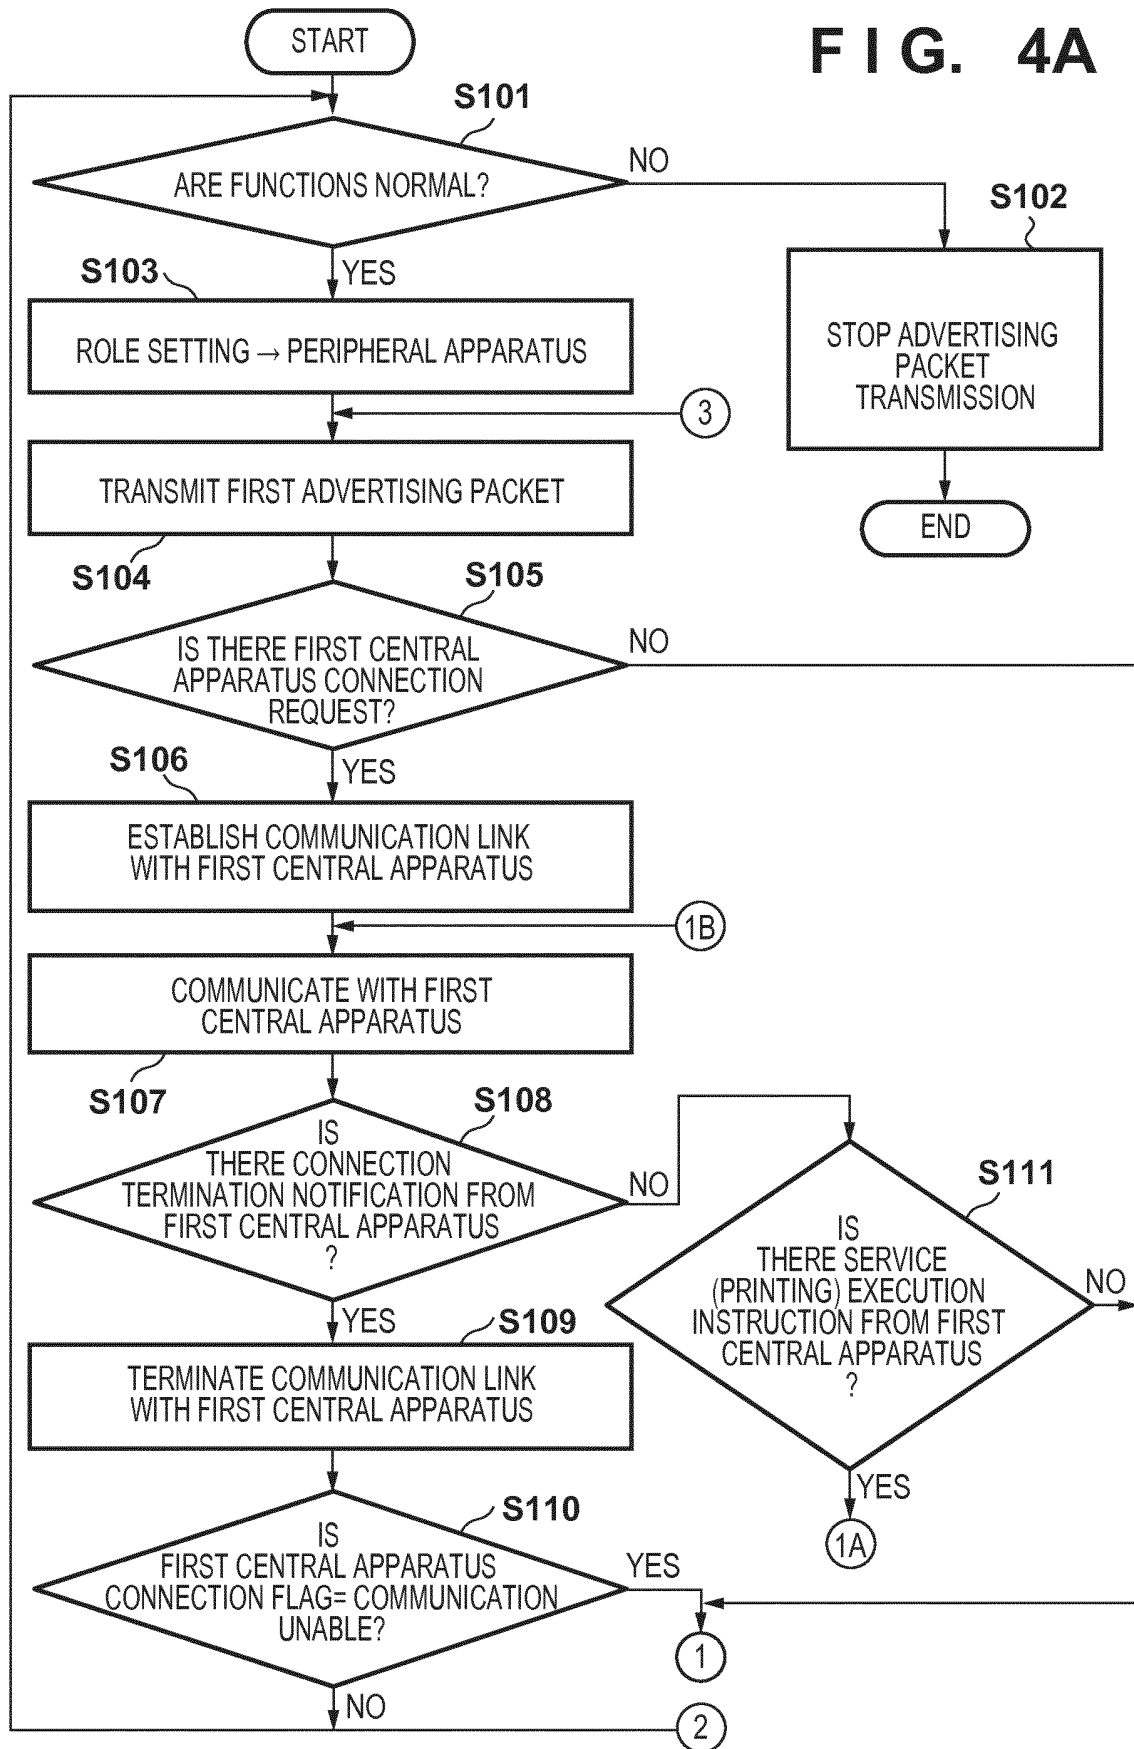 FIG. 4A
START
S101
ARE FUNCTIONS NORMAL?
NO
YES
S102
STOP ADVERTISING
PACKET
TRANSMISSION
END
S103
ROLE SETTING → PERIPHERAL APPARATUS
3
TRANSMIT FIRST ADVERTISING PACKET
S104
S105
IS THERE FIRST CENTRAL
APPARATUS CONNECTION
REQUEST?
NO
YES
S106
ESTABLISH COMMUNICATION LINK
WITH FIRST CENTRAL APPARATUS
1B
COMMUNICATE WITH FIRST
CENTRAL APPARATUS
S107
S108
IS
THERE CONNECTION
TERMINATION NOTIFICATION FROM
FIRST CENTRAL APPARATUS
?
NO
YES
S111
IS
THERE SERVICE
(PRINTING) EXECUTION
INSTRUCTION FROM FIRST
CENTRAL APPARATUS
?
NO
YES
1A
S109
TERMINATE COMMUNICATION LINK
WITH FIRST CENTRAL APPARATUS
S110
IS
FIRST CENTRAL APPARATUS
CONNECTION FLAG= COMMUNICATION
UNABLE?
YES
1
NO
2